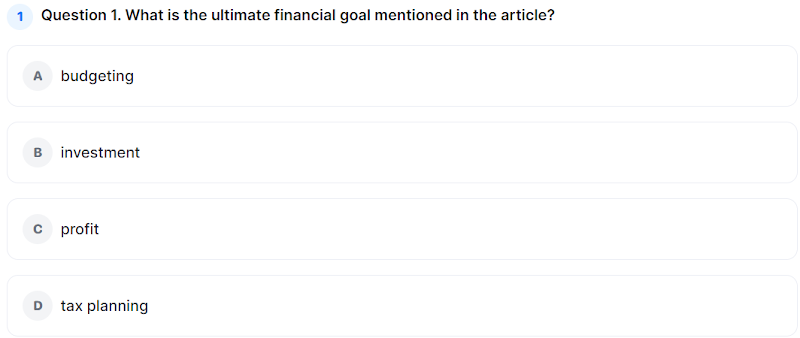 1 Question 1. What is the ultimate financial goal mentioned in the article?
A budgeting
B investment
C profit
D tax planning